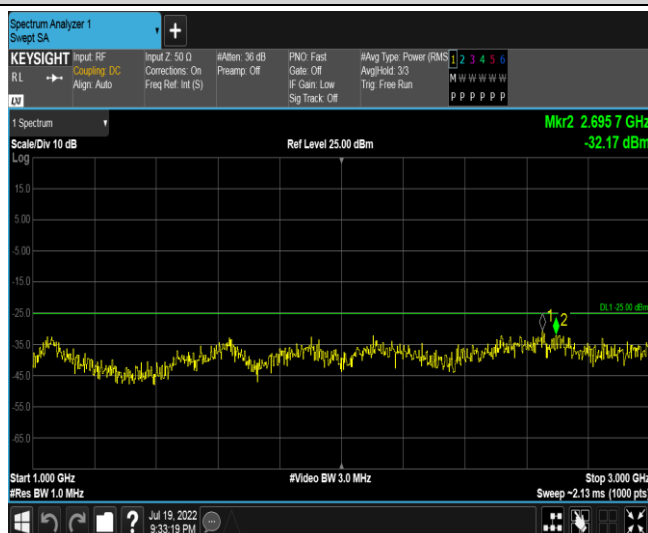 Spectrum Analyzer 1
Swept SA
KEYSIGHT
RL
LXI
Input: RF
Coupling: DC
Align: Auto
Input Z: 50 Ω
Corrections: On
Freq Ref: Int (S)
#Atten: 36 dB
Preamp: Off
PNO: Fast
Gate: Off
IF Gain: Low
Sig Track: Off
#Avg Type: Power (RMS
Avg|Hold: 3/3
Trig: Free Run
1 2 3 4 5 6
M W W W W W
P P P P P P
1 Spectrum
Mkr2 2.695 7 GHz
Scale/Div 10 dB
Ref Level 25.00 dBm
-32.17 dBm
Log
15.0
5.00
-5.00
-15.0
-25.0
DL1 -25.00 dBm
1
2
-35.0
-45.0
-55.0
-65.0
Start 1.000 GHz
#Video BW 3.0 MHz
Stop 3.000 GHz
#Res BW 1.0 MHz
Sweep ~2.13 ms (1000 pts)
Jul 19, 2022
9:33:19 PM